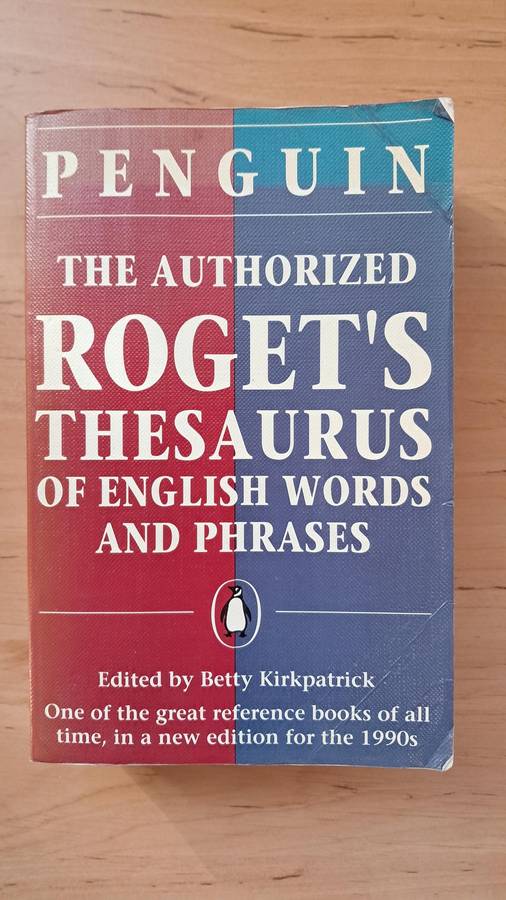 PENGUIN
THE AUTHORIZED
ROGET'S
THESAURUS
OF ENGLISH WORDS
AND PHRASES
Edited by Betty Kirkpatrick
One of the great reference books of all
time, in a new edition for the 1990s